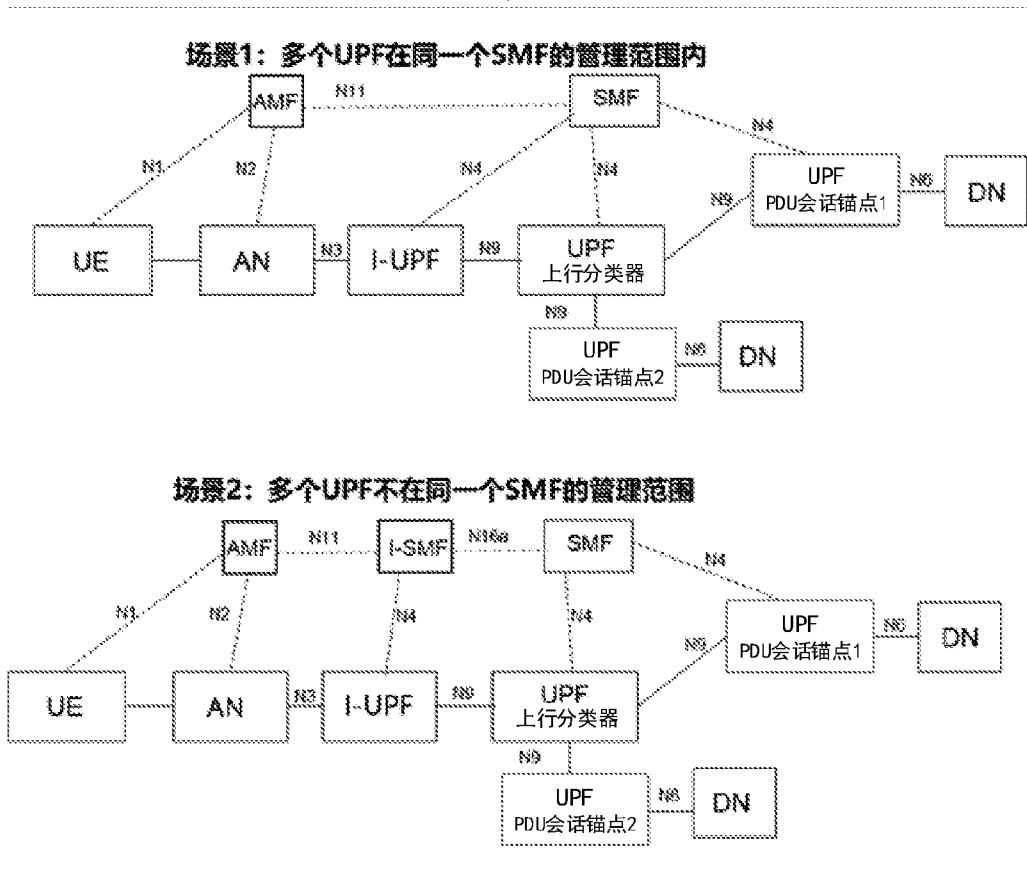 场景1：多个UPF在同一个SMF的管理范围内
AMF
N11
SMF
N1
N2
N4
N4
N4
UPF
PDU会话锚点1
N6
DN
N9
UE
AN
N3
I-UPF
N9
UPF
上行分类器
N9
UPF
PDU会话锚点2
N6
DN
场景2：多个UPF不在同一个SMF的管理范围
AMF
N11
I-SMF
N16a
SMF
N1
N2
N4
N4
N4
UPF
PDU会话锚点1
N6
DN
N9
UE
AN
N3
I-UPF
N9
UPF
上行分类器
N9
UPF
PDU会话锚点2
N6
DN